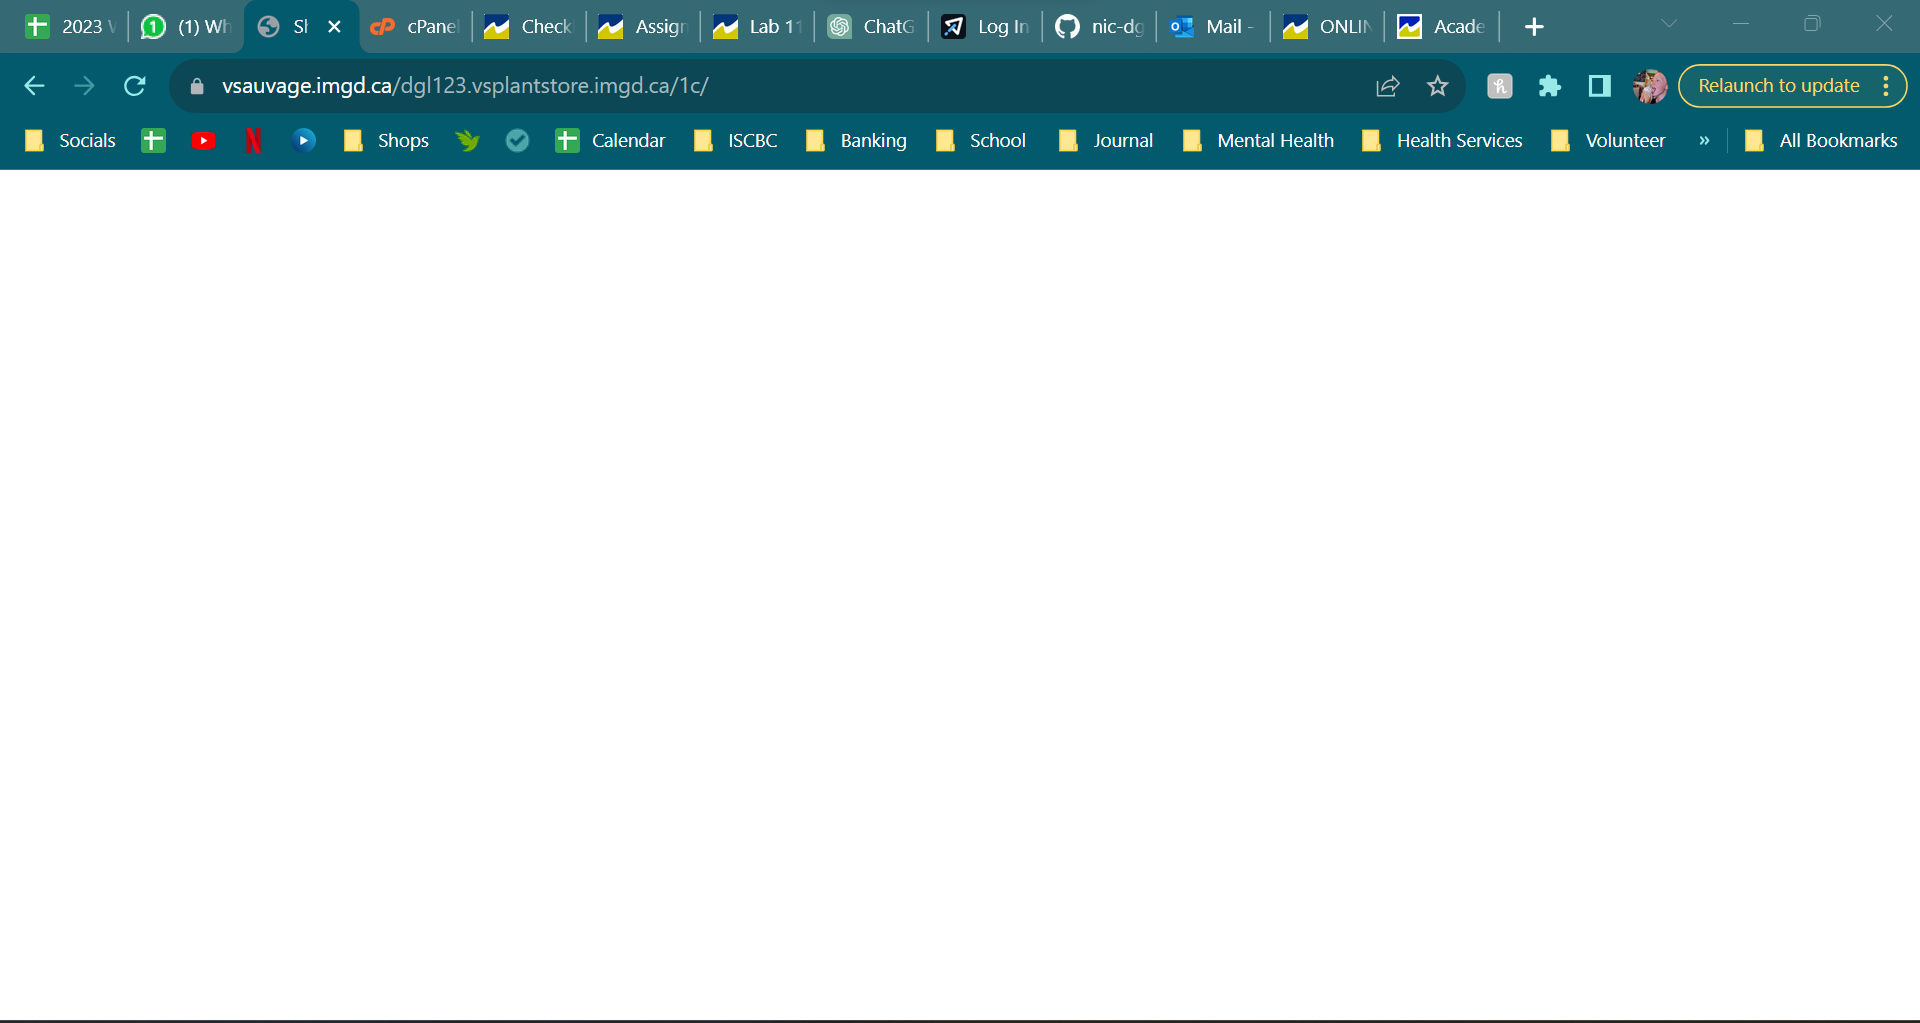 2023 (1) Wh Sh cPanel Check Assign Lab 11 ChatG Log In nic-dg Mail - ONLIN Acade
vsauvage.imgd.ca/dgl123.vsplantstore.imgd.ca/1c/ Relaunch to update
Socials Shops Calendar ISCBC Banking School Journal Mental Health Health Services Volunteer » All Bookmarks